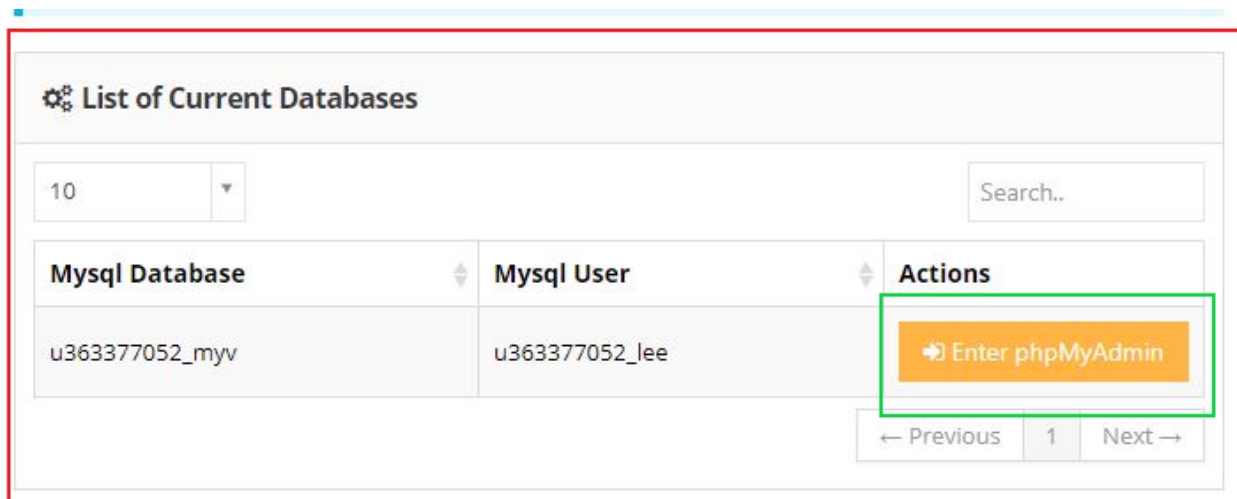 List of Current Databases
10
Search..
Mysql Database Mysql User Actions
u363377052_myv u363377052_lee Enter phpMyAdmin
← Previous 1 Next →